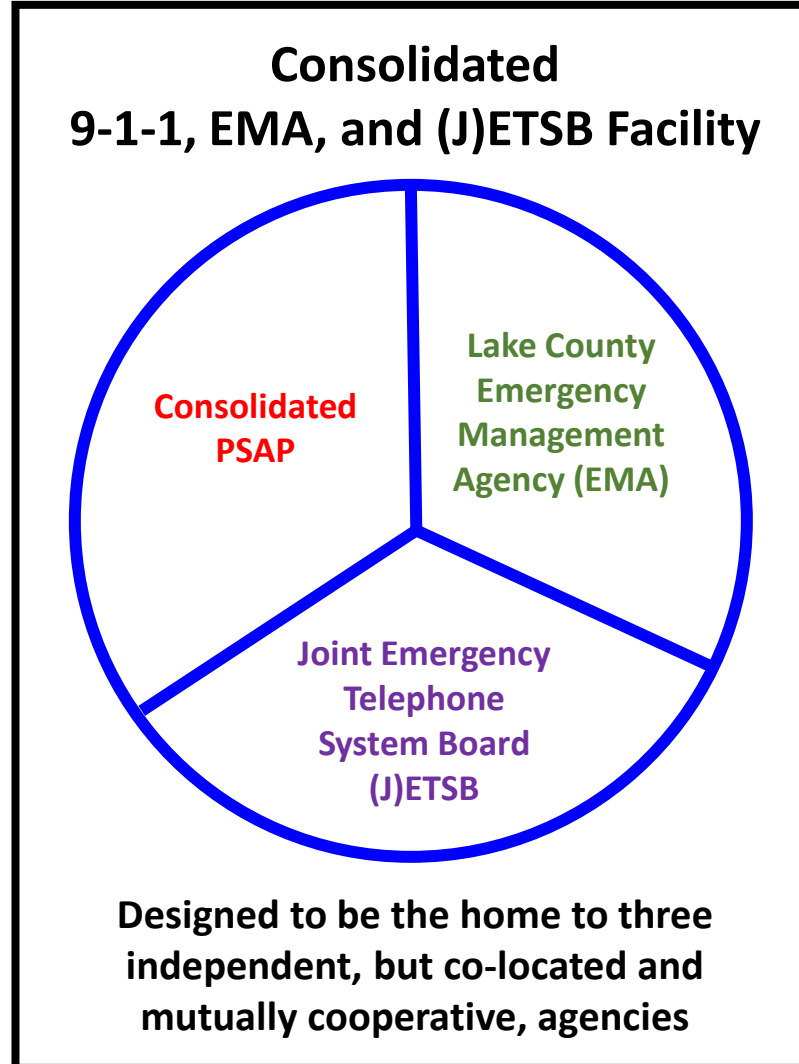 Consolidated
9-1-1, EMA, and (J)ETSB Facility
Consolidated
PSAP
Lake County
Emergency
Management
Agency (EMA)
Joint Emergency
Telephone
System Board
(J)ETSB
Designed to be the home to three
independent, but co-located and
mutually cooperative, agencies